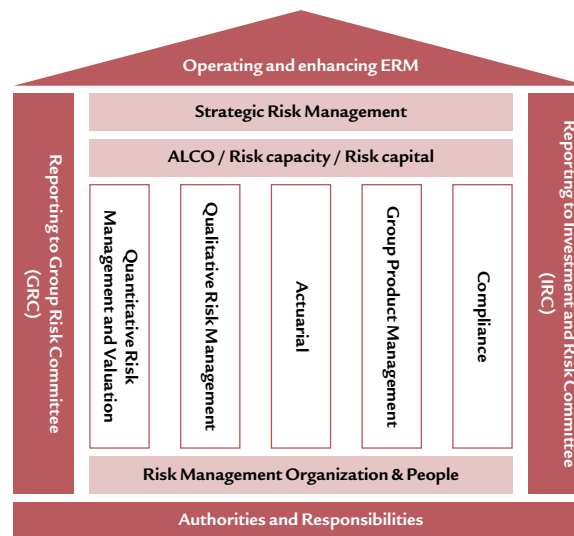 Operating and enhancing ERM
Strategic Risk Management
ALCO / Risk capacity / Risk capital
Reporting to Group Risk Committee
(GRC)
Quantitative Risk
Management and Valuation
Qualitative Risk Management
Actuarial
Group Product Management
Compliance
Reporting to Investment and Risk Committee
(IRC)
Risk Management Organization & People
Authorities and Responsibilities